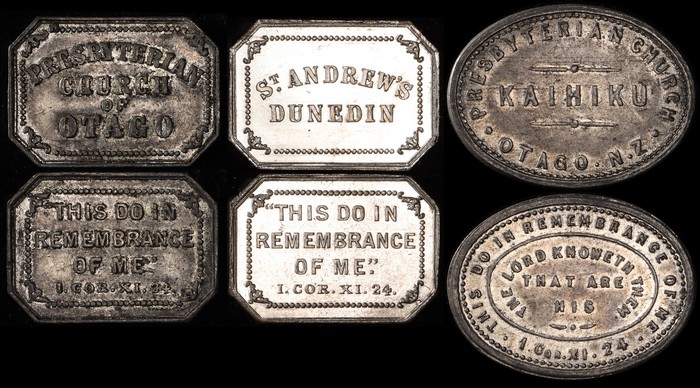 PRESBYTERIAN
CHURCH
OF
OTAGO
ST. ANDREW'S
DUNEDIN
PRESBYTERIAN CHURCH
KAIHIKU
• OTAGO. N.Z. •
THIS DO IN
REMEMBRANCE
OF ME."
I. COR. XI. 24.
"THIS DO IN
REMEMBRANCE
OF ME."
I. COR. XI. 24.
THIS DO IN REMEMBRANCE OF ME.
• I COR. XI. 24 •
THE LORD KNOWETH THEM
THAT ARE
HIS